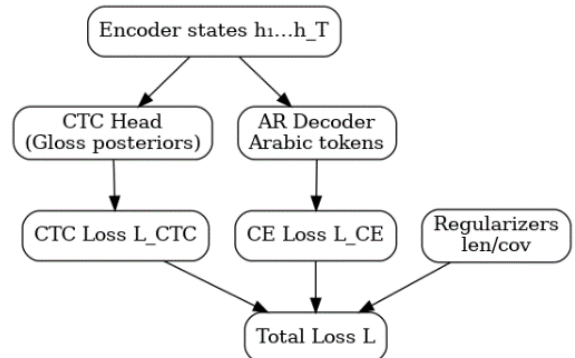 Encoder states h₁...h_T
CTC Head
(Gloss posteriors)
AR Decoder
Arabic tokens
CTC Loss L_CTC
CE Loss L_CE
Regularizers
len/cov
Total Loss L